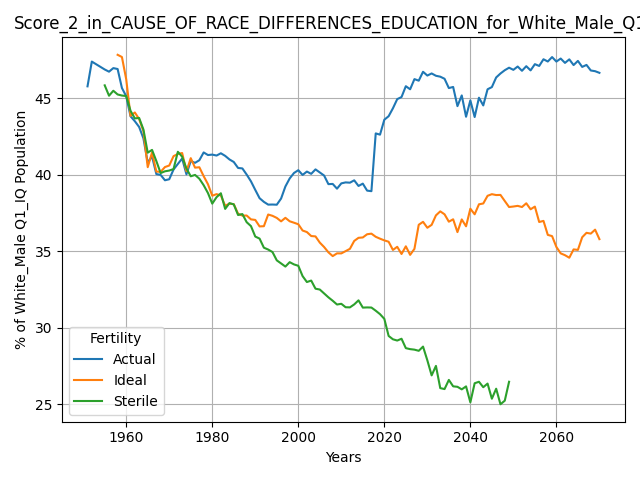 Score_2_in_CAUSE_OF_RACE_DIFFERENCES_EDUCATION_for_White_Male_Q1
% of White_Male Q1_IQ Population
45
40
35
30
25
Fertility
Actual
Ideal
Sterile
1960 1980 2000 2020 2040 2060
Years